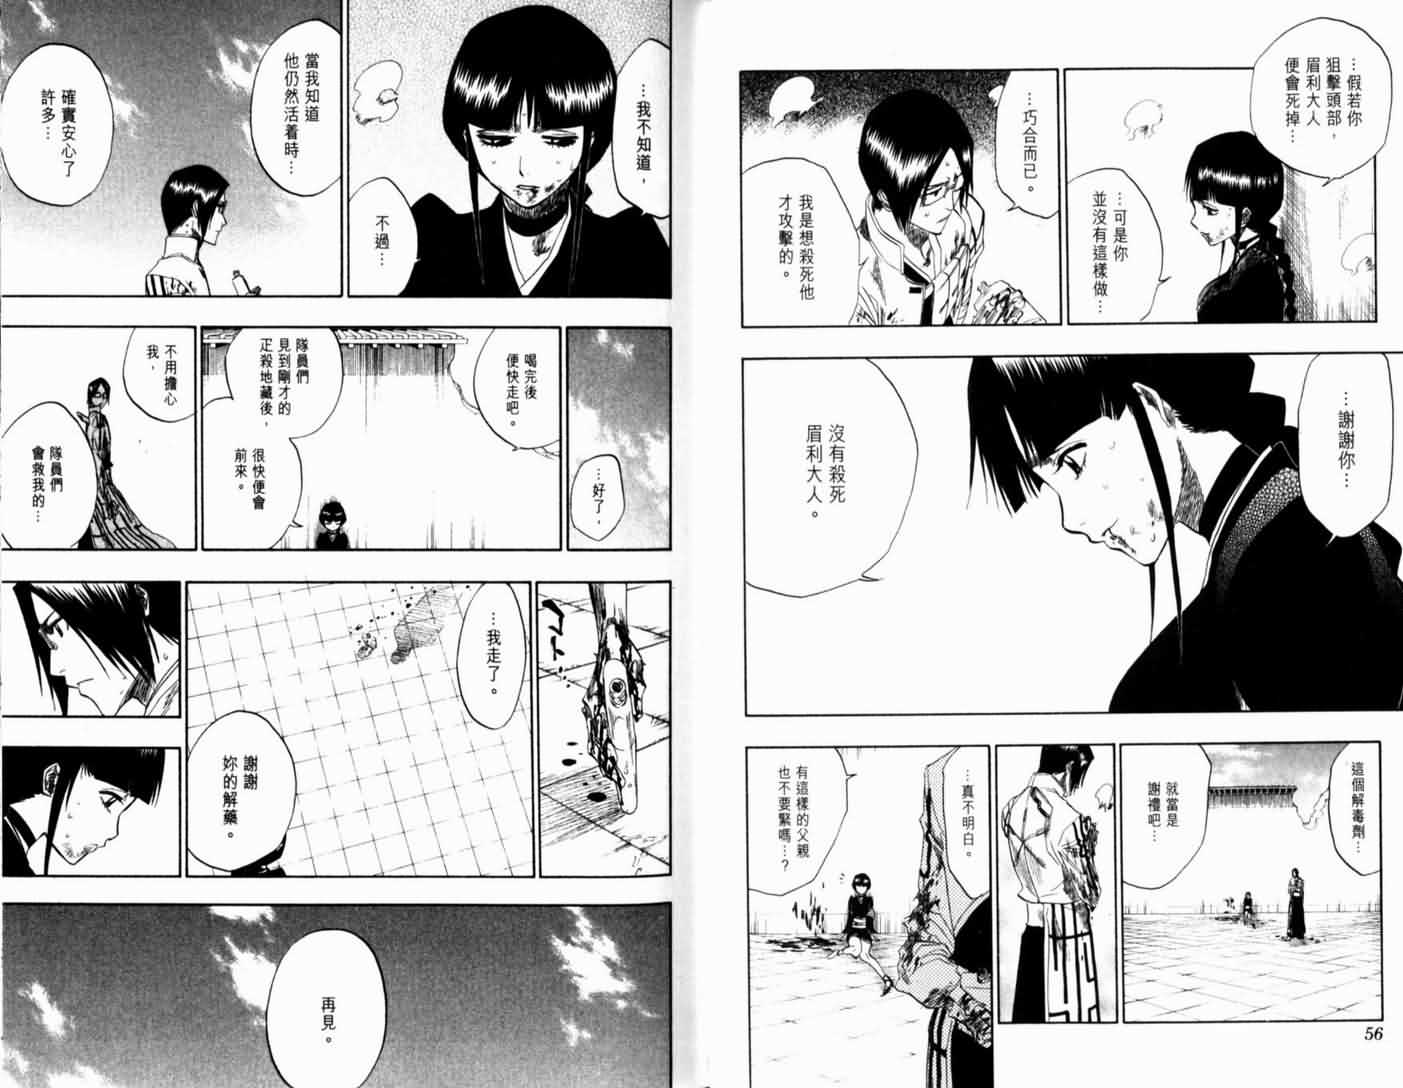 …假若你
狙擊頭部，
眉利大人
便會死掉…
…可是你
並沒有這樣做…
…巧合而已。
我是想殺死他
才攻擊的。
…謝謝你…
沒有殺死
眉利大人。
這個解毒劑…
就當是
謝禮吧…
…真不明白。
有這樣的父親
也不要緊嗎…?
56
…我不知道，
不過…
當我知道
他仍然活着時…
確實安心了
許多…
…好了，
喝完後
便快走吧。
隊員們
見到剛才的
疋殺地藏後，
很快便會
前來。
不用擔心
我，
隊員們
會救我的…
コト
…我走了。
謝謝
妳的解藥。
再見。